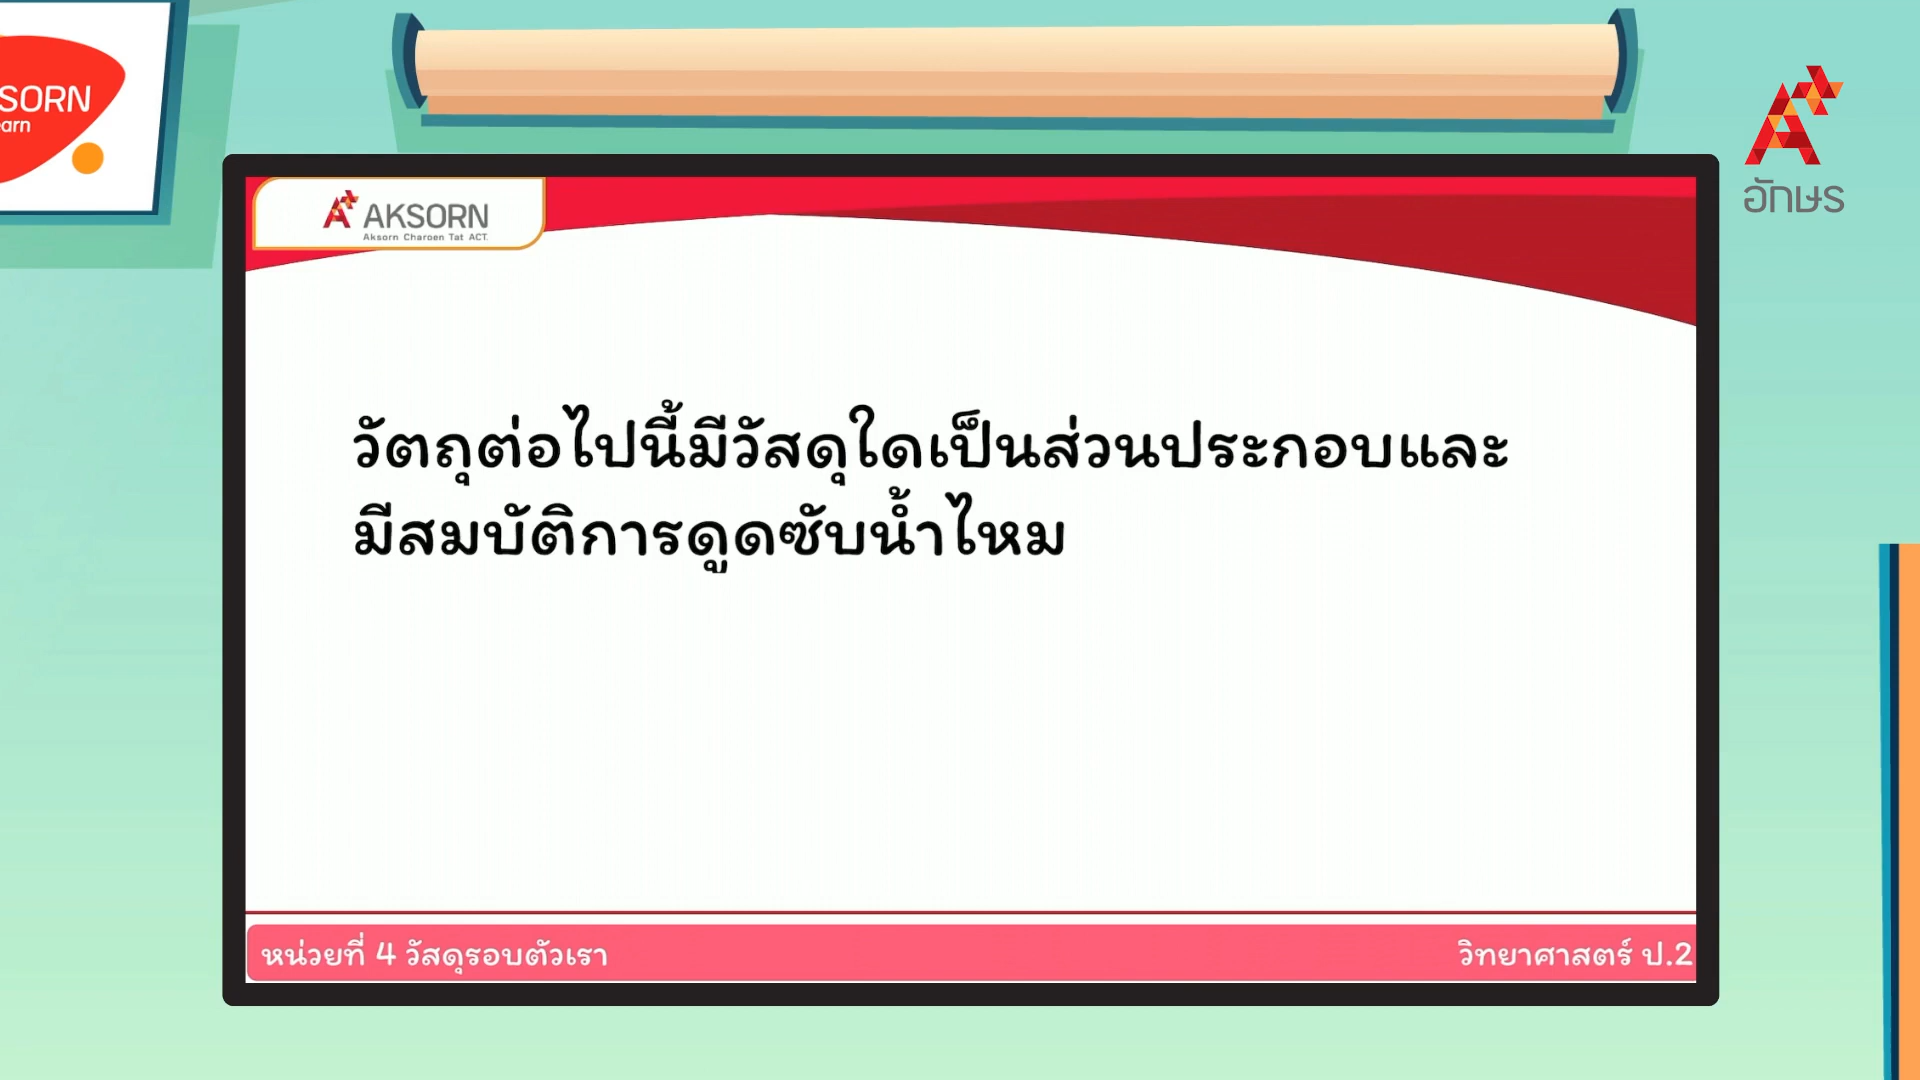 SORN
arn
อักษร
AKSORN
Aksorn Charoen Tat ACT.
วัตถุต่อไปนี้มีวัสดุใดเป็นส่วนประกอบและ
มีสมบัติการดูดซับน้ำไหม
หน่วยที่ 4 วัสดุรอบตัวเรา
วิทยาศาสตร์ ป.2